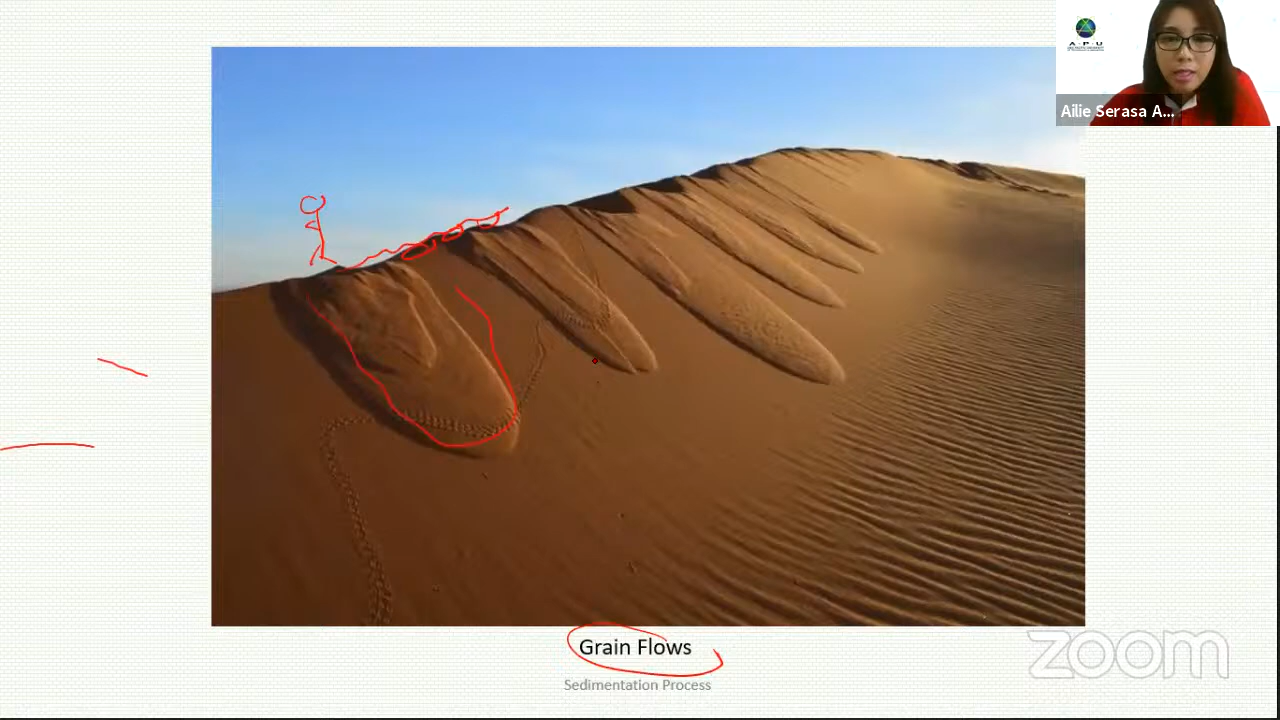 A · P · U
Ailie Serasa A...
Grain Flows
Sedimentation Process
zoom